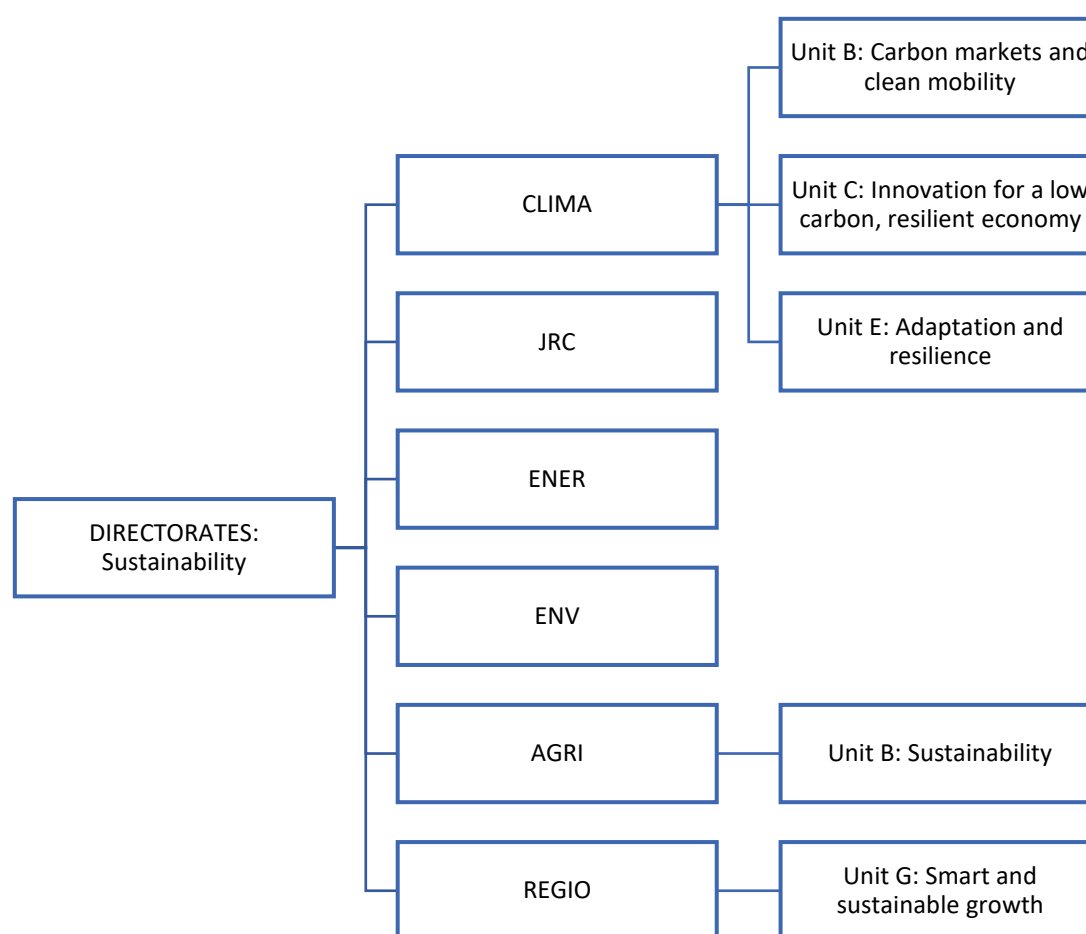 Unit B: Carbon markets and
clean mobility
CLIMA
Unit C: Innovation for a low
carbon, resilient economy
JRC
Unit E: Adaptation and
resilience
ENER
DIRECTORATES:
Sustainability
ENV
AGRI
Unit B: Sustainability
REGIO
Unit G: Smart and
sustainable growth